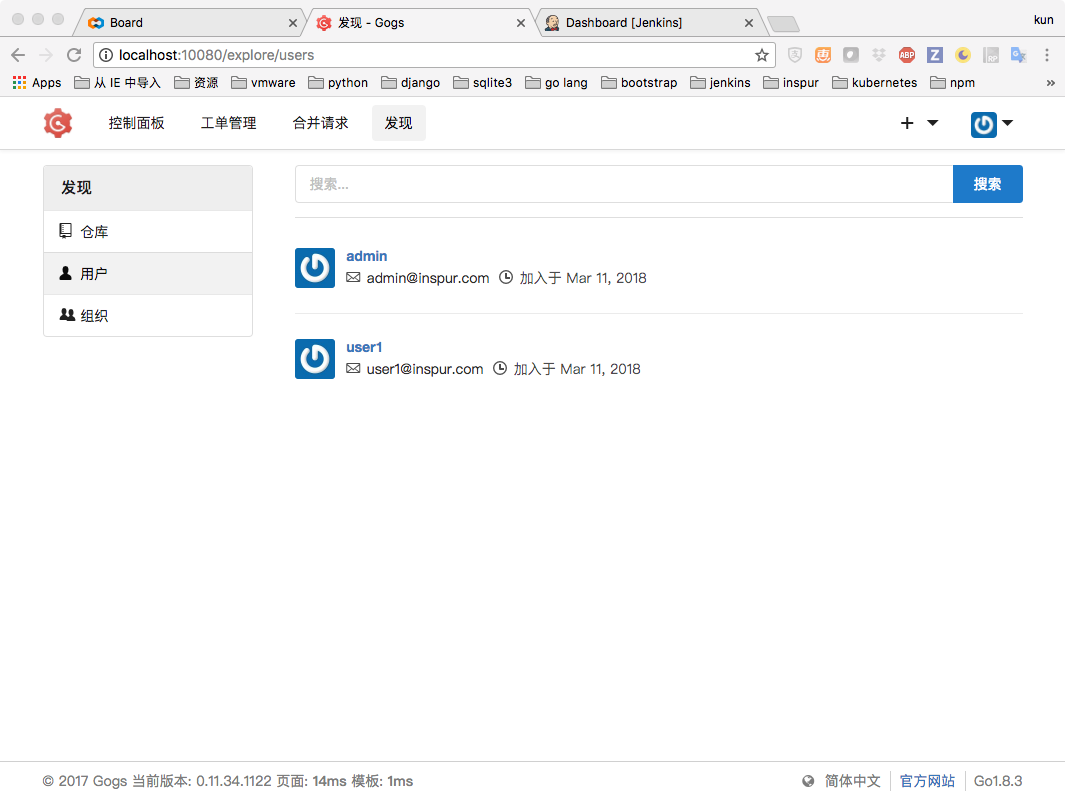 Board
发现 - Gogs
Dashboard [Jenkins]
kun
localhost:10080/explore/users
ABP
Z
Apps 从 IE 中导入 资源 vmware python django sqlite3 go lang bootstrap jenkins inspur kubernetes npm »
控制面板 工单管理 合并请求 发现
发现
仓库
用户
组织
搜索...
搜索
admin
admin@inspur.com 加入于 Mar 11, 2018
user1
user1@inspur.com 加入于 Mar 11, 2018
© 2017 Gogs 当前版本: 0.11.34.1122 页面: 14ms 模板: 1ms
简体中文 官方网站 Go1.8.3